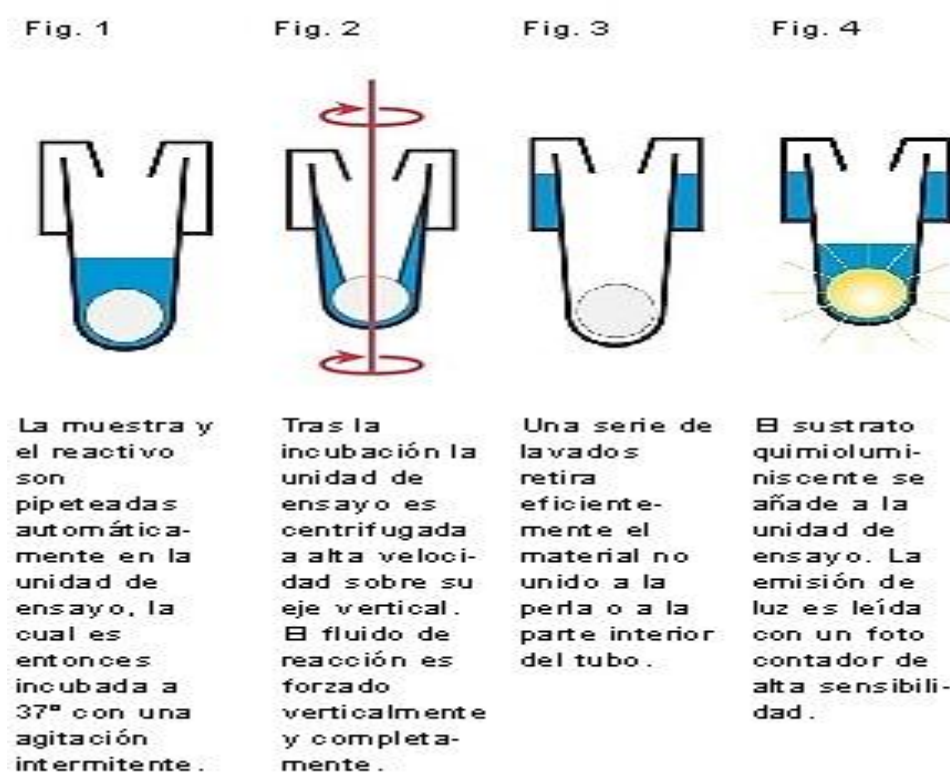 Fig. 1
La muestra y
el reactivo
son
pipeteadas
automática-
mente en la
unidad de
ensayo, la
cual es
entonces
incubada a
37° con una
agitación
intermitente.
Fig. 2
Tras la
incubación la
unidad de
ensayo es
centrifugada
a alta veloci-
dad sobre su
eje vertical.
El fluido de
reacción es
forzado
verticalmente
y completa-
mente.
Fig. 3
Una serie de
lavados
retira
eficiente-
mente el
material no
unido a la
perla o a la
parte interior
del tubo.
Fig. 4
El sustrato
quimiolumi-
niscente se
añade a la
unidad de
ensayo. La
emisión de
luz es leída
con un foto
contador de
alta sensibili-
dad.